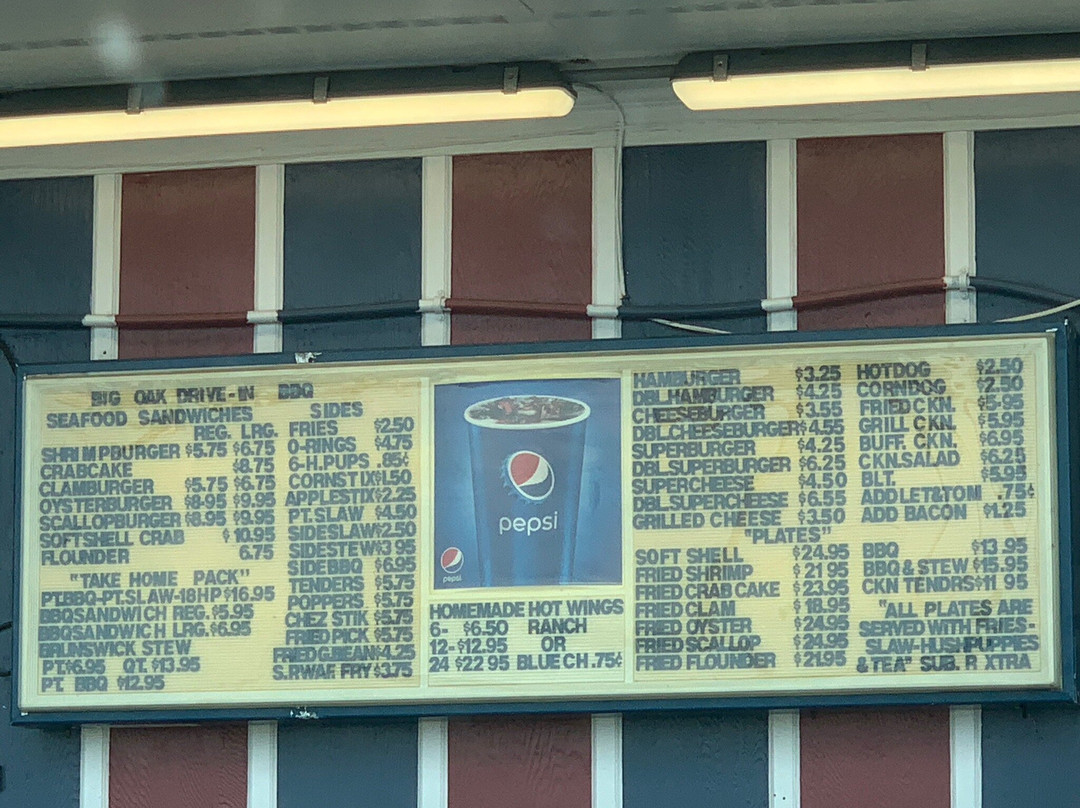 BIG OAK DRIVE-IN BBQ
SEAFOOD SANDWICHES
REG. LRG.
SHRIMPBURGER $5.75 $6.75
CRABCAKE $8.75
CLAMBURGER $5.75 $6.75
OYSTERBURGER $8.95 $9.95
SCALLOPBURGER $8.95 $9.95
SOFTSHELL CRAB $10.95
FLOUNDER 6.75
"TAKE HOME PACK"
PT.BBQ-PT.SLAW-18HP $16.95
BBQSANDWICH REG. $5.95
BBQSANDWICH LRG. $6.95
BRUNSWICK STEW
PT.$6.95 QT. $13.95
PT. BBQ $12.95
SIDES
FRIES $2.50
O-RINGS $4.75
6-H.PUPS .85¢
CORNSTIX $1.50
APPLESTIX $2.25
PT.SLAW $4.50
SIDESLAW $2.50
SIDESTEW $3 95
SIDEBBQ $6.95
TENDERS $5.75
POPPERS $5.75
CHEZ STIK $5.75
FRIED PICK $5.75
FRIED G.BEAN $4.25
S.RWAF. FRY $3.75
pepsi
pepsi
HOMEMADE HOT WINGS
6- $6.50 RANCH
12-$12.95 OR
24 $22 95 BLUE CH .75¢
HAMBURGER $3.25
DBL.HAMBURGER $4.25
CHEESEBURGER $3.55
DBL.CHEESEBURGER $4.55
SUPERBURGER $4.25
DBL.SUPERBURGER $6.25
SUPERCHEESE $4.50
DBL.SUPERCHEESE $6.55
GRILLED CHEESE $3.50
HOTDOG $2.50
CORNDOG $2.50
FRIED CKN. $5.95
GRILL CKN. $5.95
BUFF. CKN. $6.95
CKN.SALAD $6.25
BLT. $5.95
ADD LET&TOM .75¢
ADD BACON $1.25
"PLATES"
SOFT SHELL $24.95
FRIED SHRIMP $21 95
FRIED CRAB CAKE $23.95
FRIED CLAM $18.95
FRIED OYSTER $24.95
FRIED SCALLOP $24.95
FRIED FLOUNDER $21.95
BBQ $13 95
BBQ & STEW $15.95
CKN TENDRS $11 95
"ALL PLATES ARE
SERVED WITH FRIES-
SLAW-HUSHPUPPIES
& TEA" SUB. R XTRA